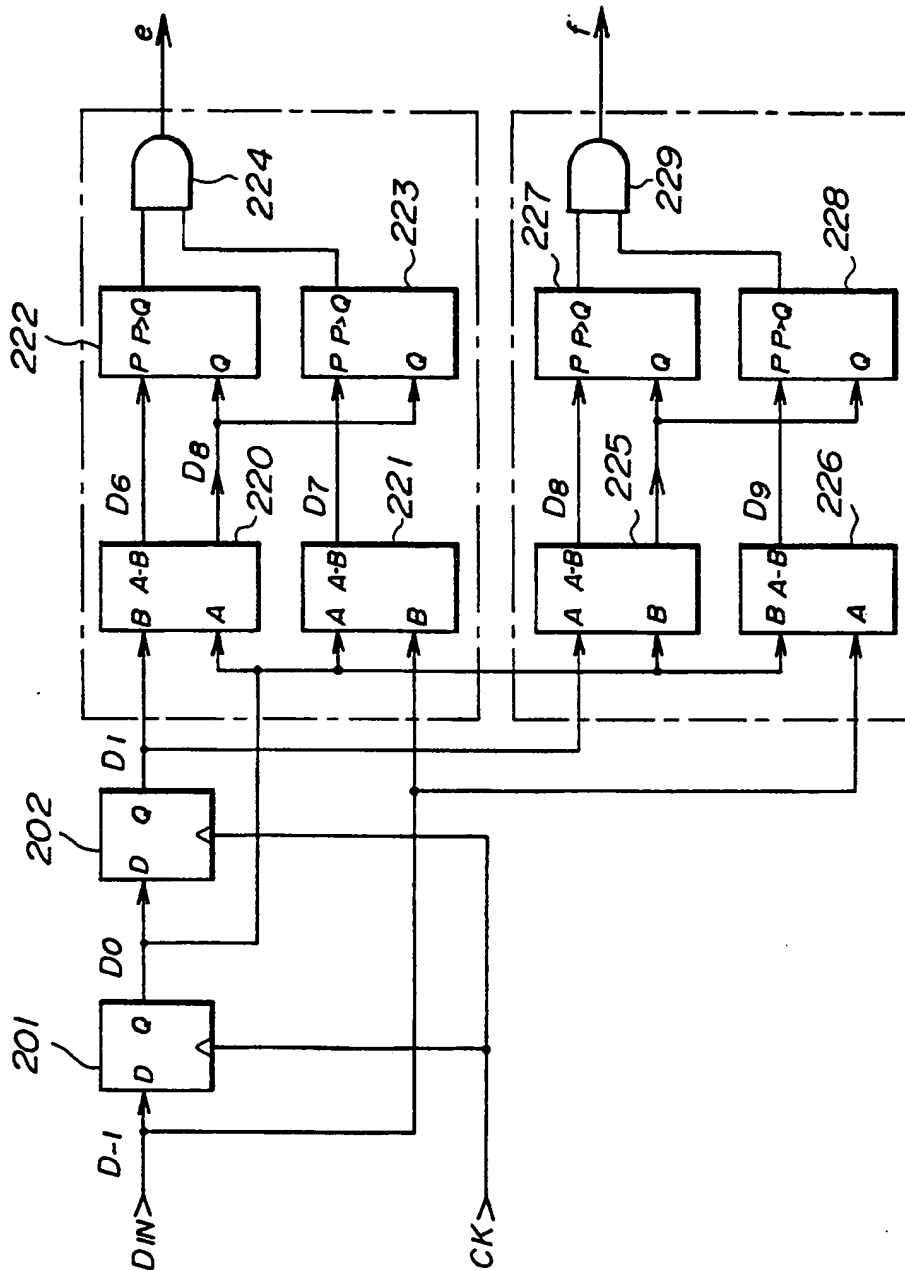 DIN
D-1
201
D Q
D0
202
D Q
D1
CK
B A-B
A
220
D6
D8
222
P P>Q
Q
224
e
A A-B
B
221
D7
P P>Q
Q
223
A A-B
B
225
D8
227
P P>Q
Q
229
f
B A-B
A
226
D9
P P>Q
Q
228